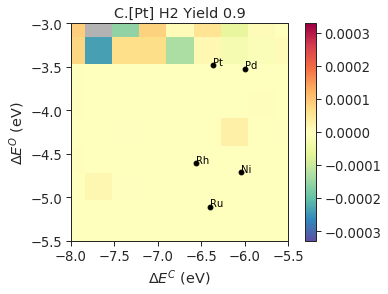 C.[Pt] H2 Yield 0.9
−3.0
−3.5
−4.0
−4.5
−5.0
−5.5
ΔE^O (eV)
Pt
Pd
Rh
Ni
Ru
−8.0 −7.5 −7.0 −6.5 −6.0 −5.5
ΔE^C (eV)
0.0003
0.0002
0.0001
0.0000
−0.0001
−0.0002
−0.0003